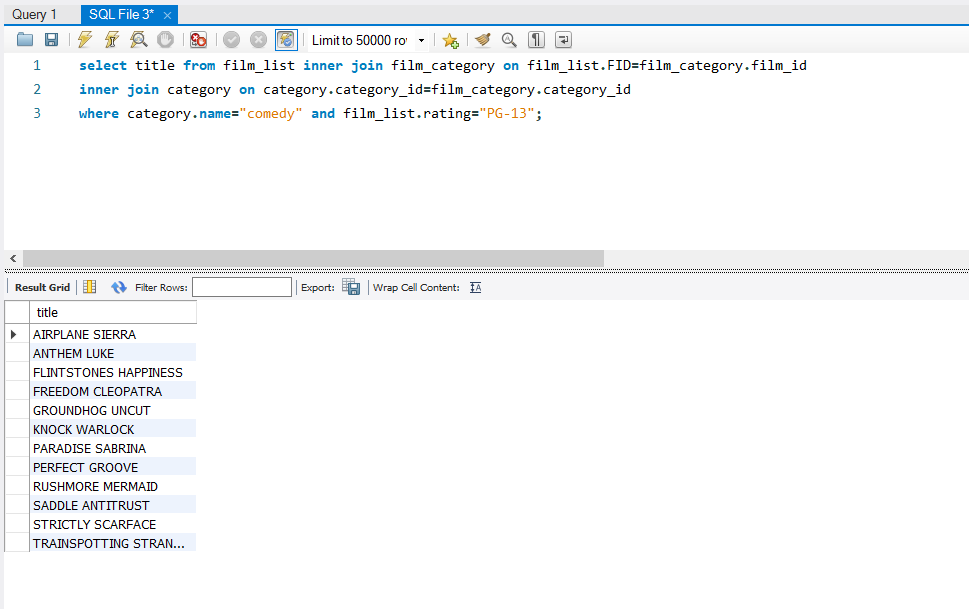 Query 1
SQL File 3*
Limit to 50000 rov
1 select title from film_list inner join film_category on film_list.FID=film_category.film_id
2 inner join category on category.category_id=film_category.category_id
3 where category.name="comedy" and film_list.rating="PG-13";
Result Grid Filter Rows: Export: Wrap Cell Content:
title
AIRPLANE SIERRA
ANTHEM LUKE
FLINTSTONES HAPPINESS
FREEDOM CLEOPATRA
GROUNDHOG UNCUT
KNOCK WARLOCK
PARADISE SABRINA
PERFECT GROOVE
RUSHMORE MERMAID
SADDLE ANTITRUST
STRICTLY SCARFACE
TRAINSPOTTING STRAN...